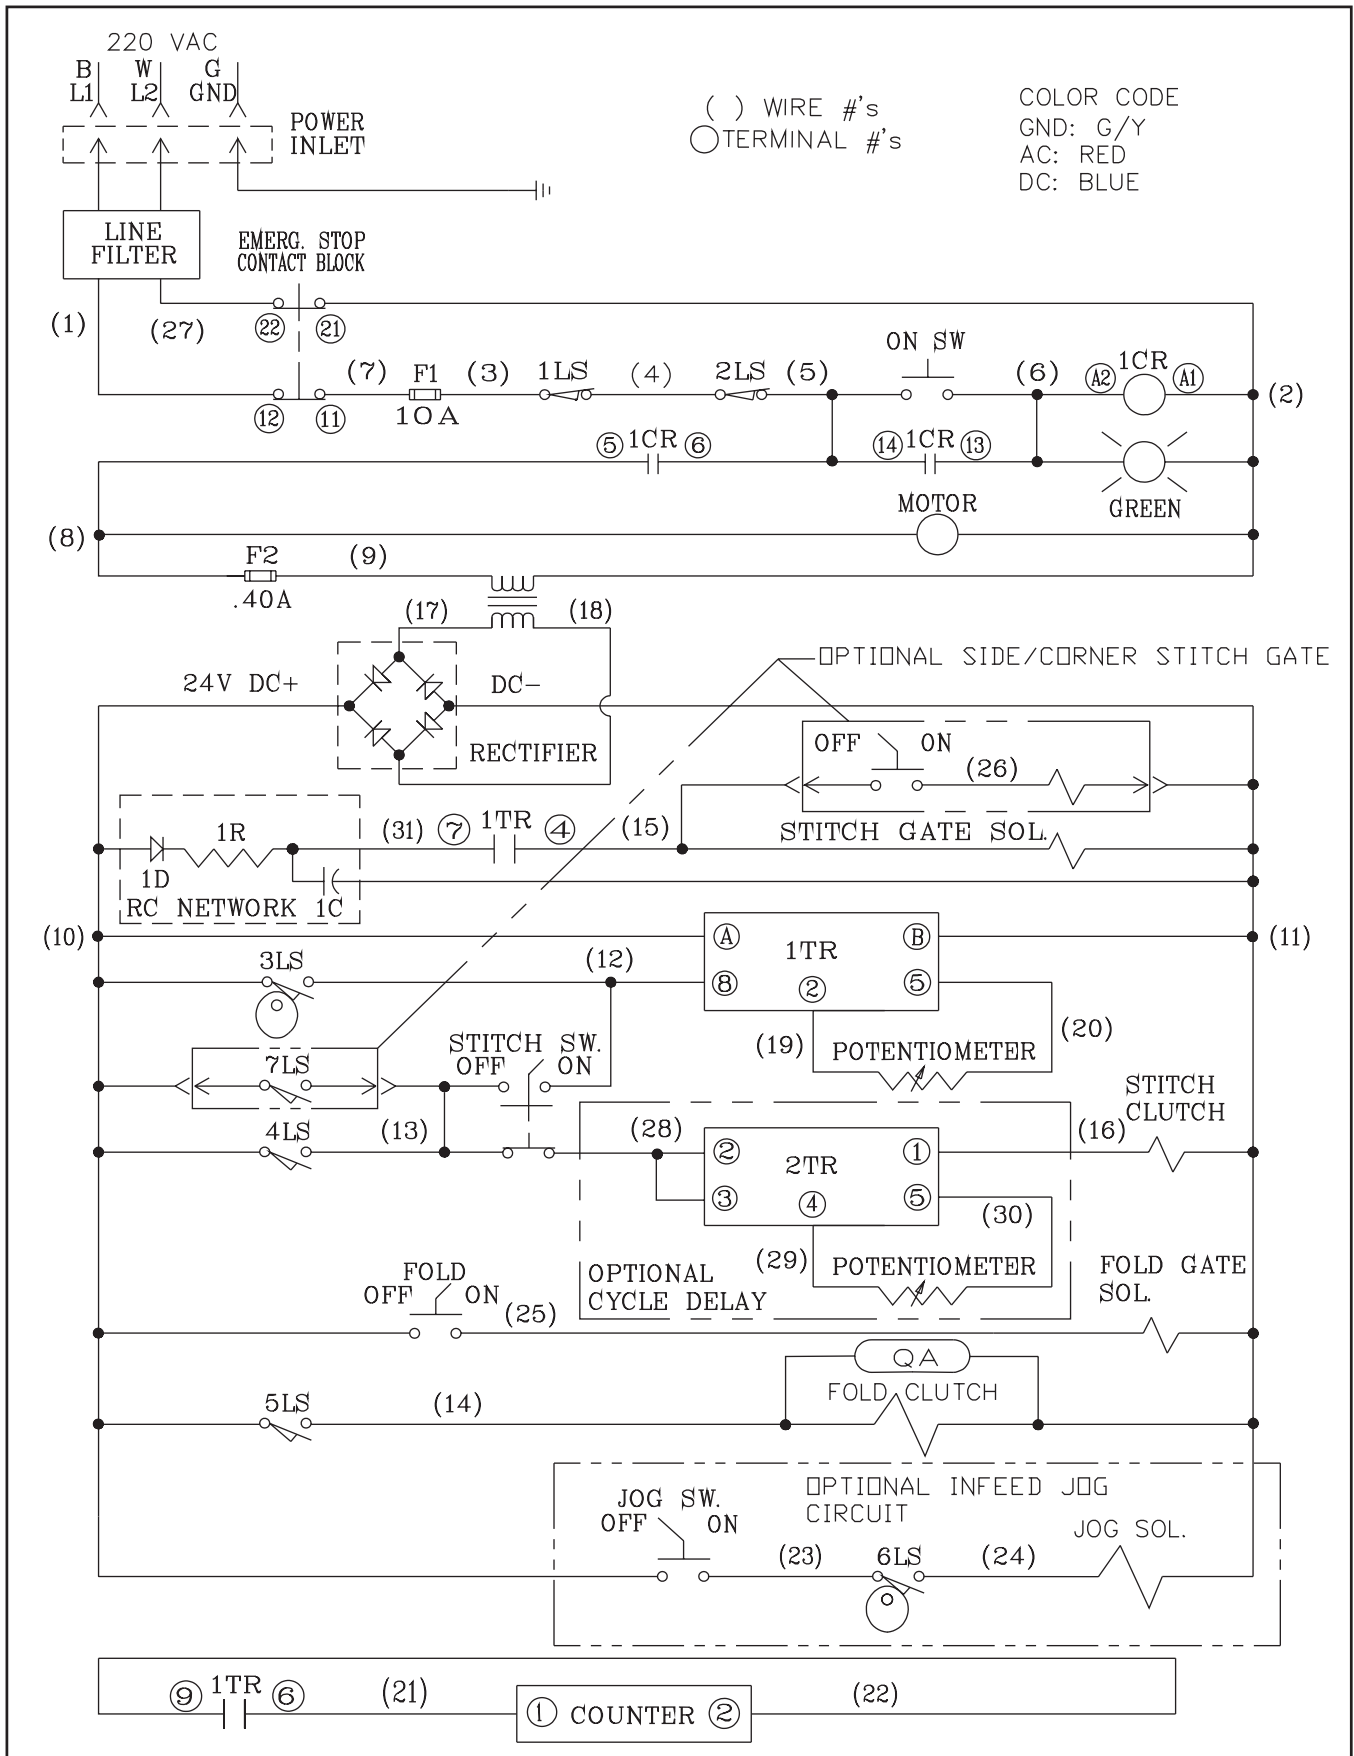 220 VAC
B W G
L1 L2 GND
POWER
INLET
( ) WIRE #'s
TERMINAL #'s
COLOR CODE
GND: G/Y
AC: RED
DC: BLUE
LINE
FILTER
EMERG. STOP
CONTACT BLOCK
(1) (27) 22 21
ON SW
(7) F1 (3) 1LS (4) 2LS (5) (6) A2 1CR A1
(2)
12 11 10A
5 1CR 6 14 1CR 13
MOTOR GREEN
(8)
F2 (9)
.40A
(17) (18)
OPTIONAL SIDE/CORNER STITCH GATE
24V DC+ DC-
RECTIFIER
OFF ON (26)
STITCH GATE SOL.
1R (31) 7 1TR 4 (15)
1D
RC NETWORK 1C
(10) A 1TR B (11)
3LS (12) 8 2 5
(19) POTENTIOMETER (20)
7LS
STITCH SW.
OFF ON
STITCH
CLUTCH
4LS (13) (28) 2 2TR 1 (16)
3 4 5 (30)
(29) POTENTIOMETER
OPTIONAL
CYCLE DELAY
FOLD
OFF ON (25)
FOLD GATE
SOL.
QA
FOLD CLUTCH
5LS (14)
OPTIONAL INFEED JOG
CIRCUIT
JOG SW.
OFF ON
JOG SOL.
(23) 6LS (24)
9 1TR 6 (21) 1 COUNTER 2 (22)